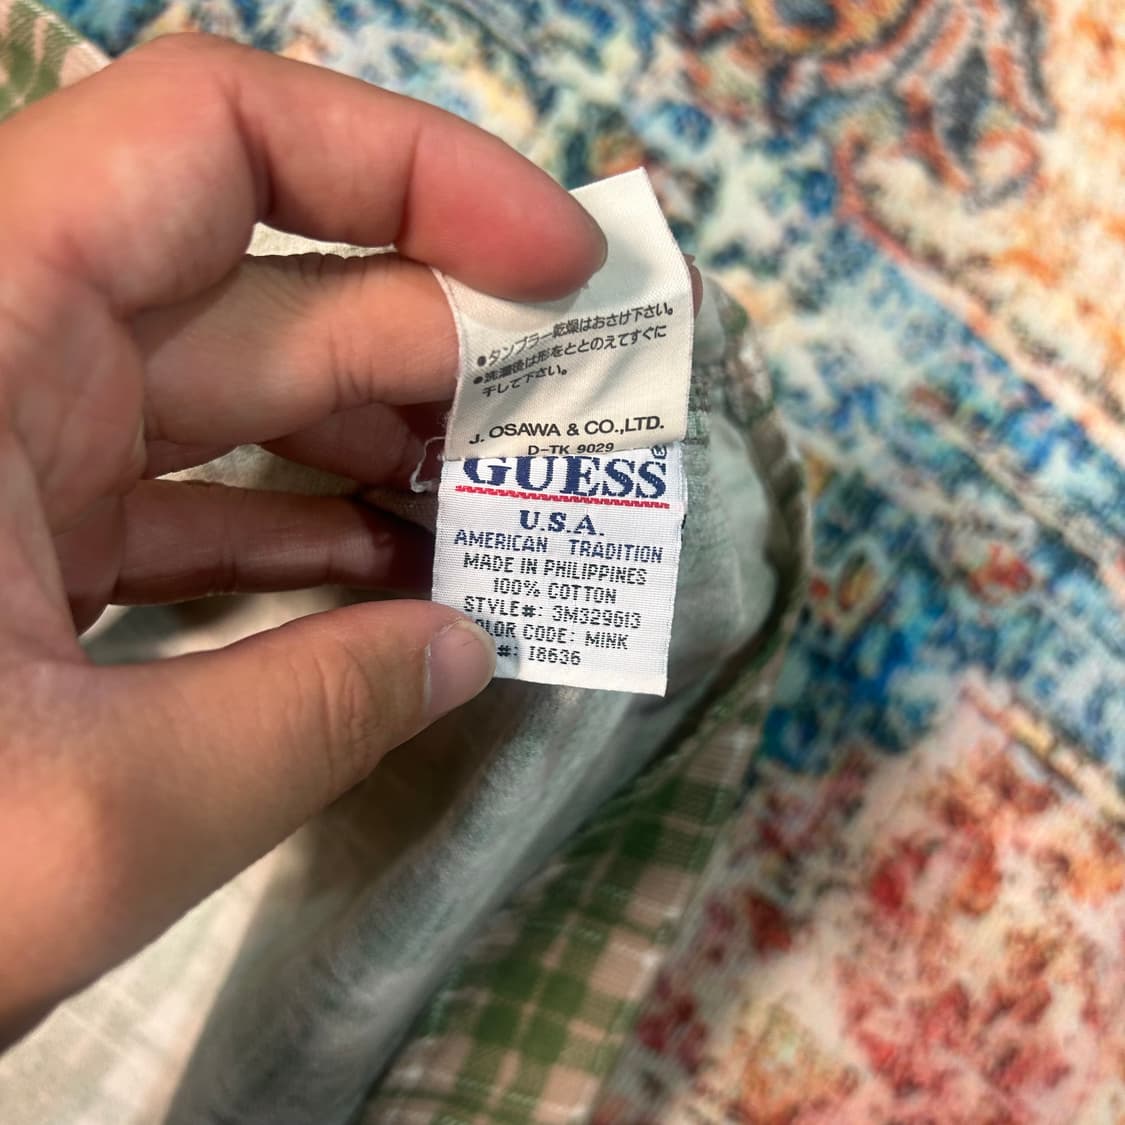 ●タンブラー乾燥はおさけ下さい。
●洗濯後は形をととのえてすぐに
干して下さい。
J. OSAWA & CO.,LTD.
D-TK 9029
GUESS®
U.S.A.
AMERICAN TRADITION
MADE IN PHILIPPINES
100% COTTON
STYLE#: 3M329613
COLOR CODE: MINK
#: 18636